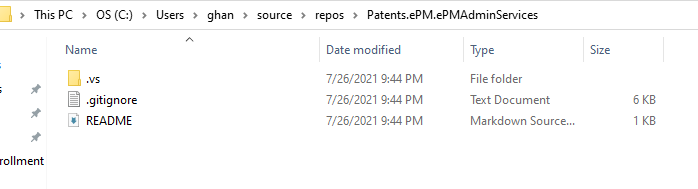 This PC > OS (C:) > Users > ghan > source > repos > Patents.ePM.ePMAdminServices
Name Date modified Type Size
.vs 7/26/2021 9:44 PM File folder
.gitignore 7/26/2021 9:44 PM Text Document 6 KB
README 7/26/2021 9:44 PM Markdown Source... 1 KB
rollment